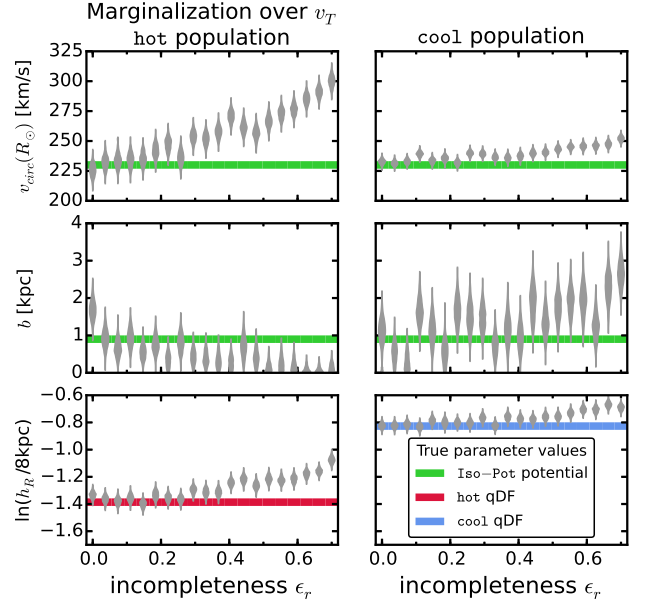 Marginalization over v_T
hot population
cool population
v_circ(R_⊙) [km/s]
325
300
275
250
225
200
b [kpc]
4
3
2
1
0
ln(h_R/8kpc)
−0.6
−0.8
−1.0
−1.2
−1.4
−1.6
True parameter values
Iso−Pot potential
hot qDF
cool qDF
0.0 0.2 0.4 0.6
0.0 0.2 0.4 0.6
incompleteness ϵ_r
incompleteness ϵ_r